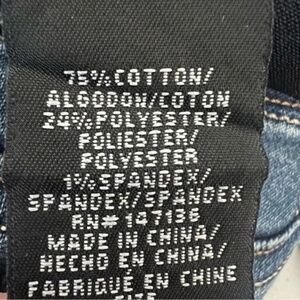 75% COTTON/
ALGODON/COTON
24% POLYESTER/
POLIESTER/
POLYESTER
1% SPANDEX/
SPANDEX/SPANDEX
RN# 147136
MADE IN CHINA/
HECHO EN CHINA/
FABRIQUÉ EN CHINE